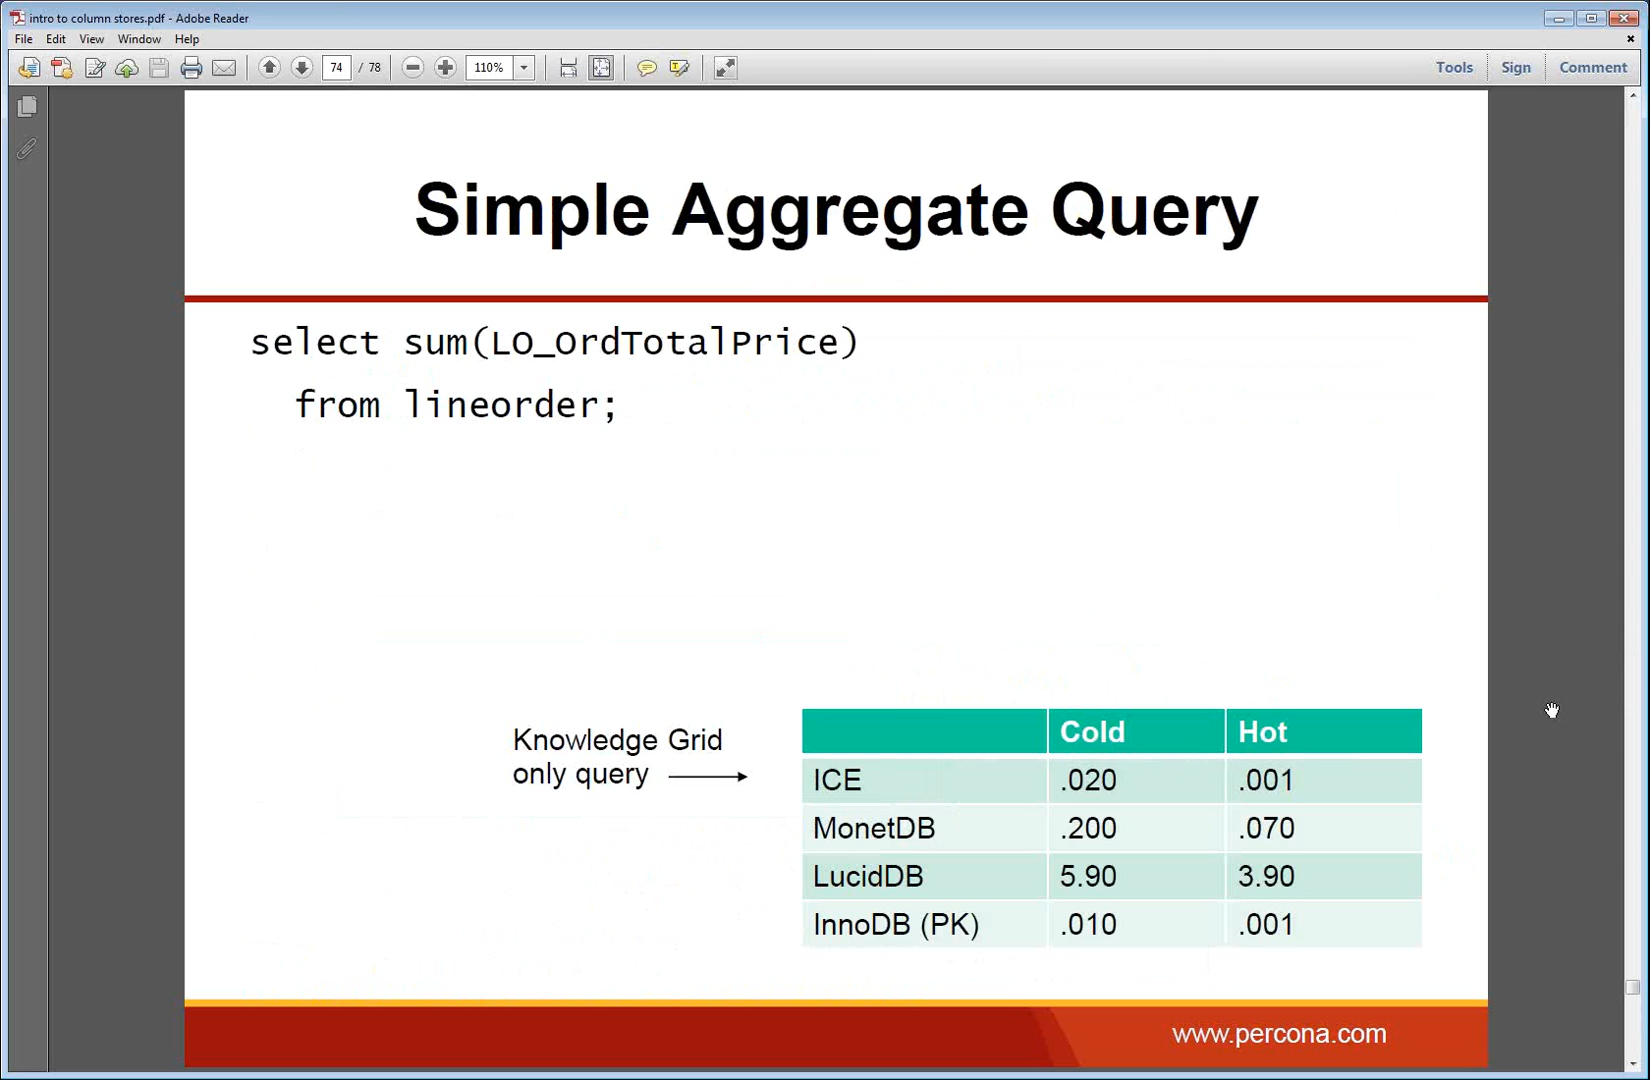 intro to column stores.pdf - Adobe Reader
File Edit View Window Help
74 / 78 110% Tools Sign Comment
Simple Aggregate Query
select sum(LO_OrdTotalPrice)
from lineorder;
Knowledge Grid
only query
Cold Hot
ICE .020 .001
MonetDB .200 .070
LucidDB 5.90 3.90
InnoDB (PK) .010 .001
www.percona.com